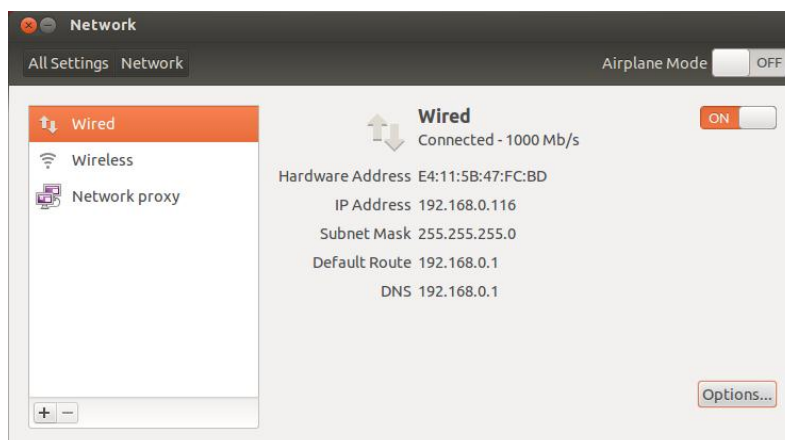 Network
All Settings Network
Airplane Mode OFF
Wired
Wireless
Network proxy
Wired
ON
Connected - 1000 Mb/s
Hardware Address E4:11:5B:47:FC:BD
IP Address 192.168.0.116
Subnet Mask 255.255.255.0
Default Route 192.168.0.1
DNS 192.168.0.1
Options...